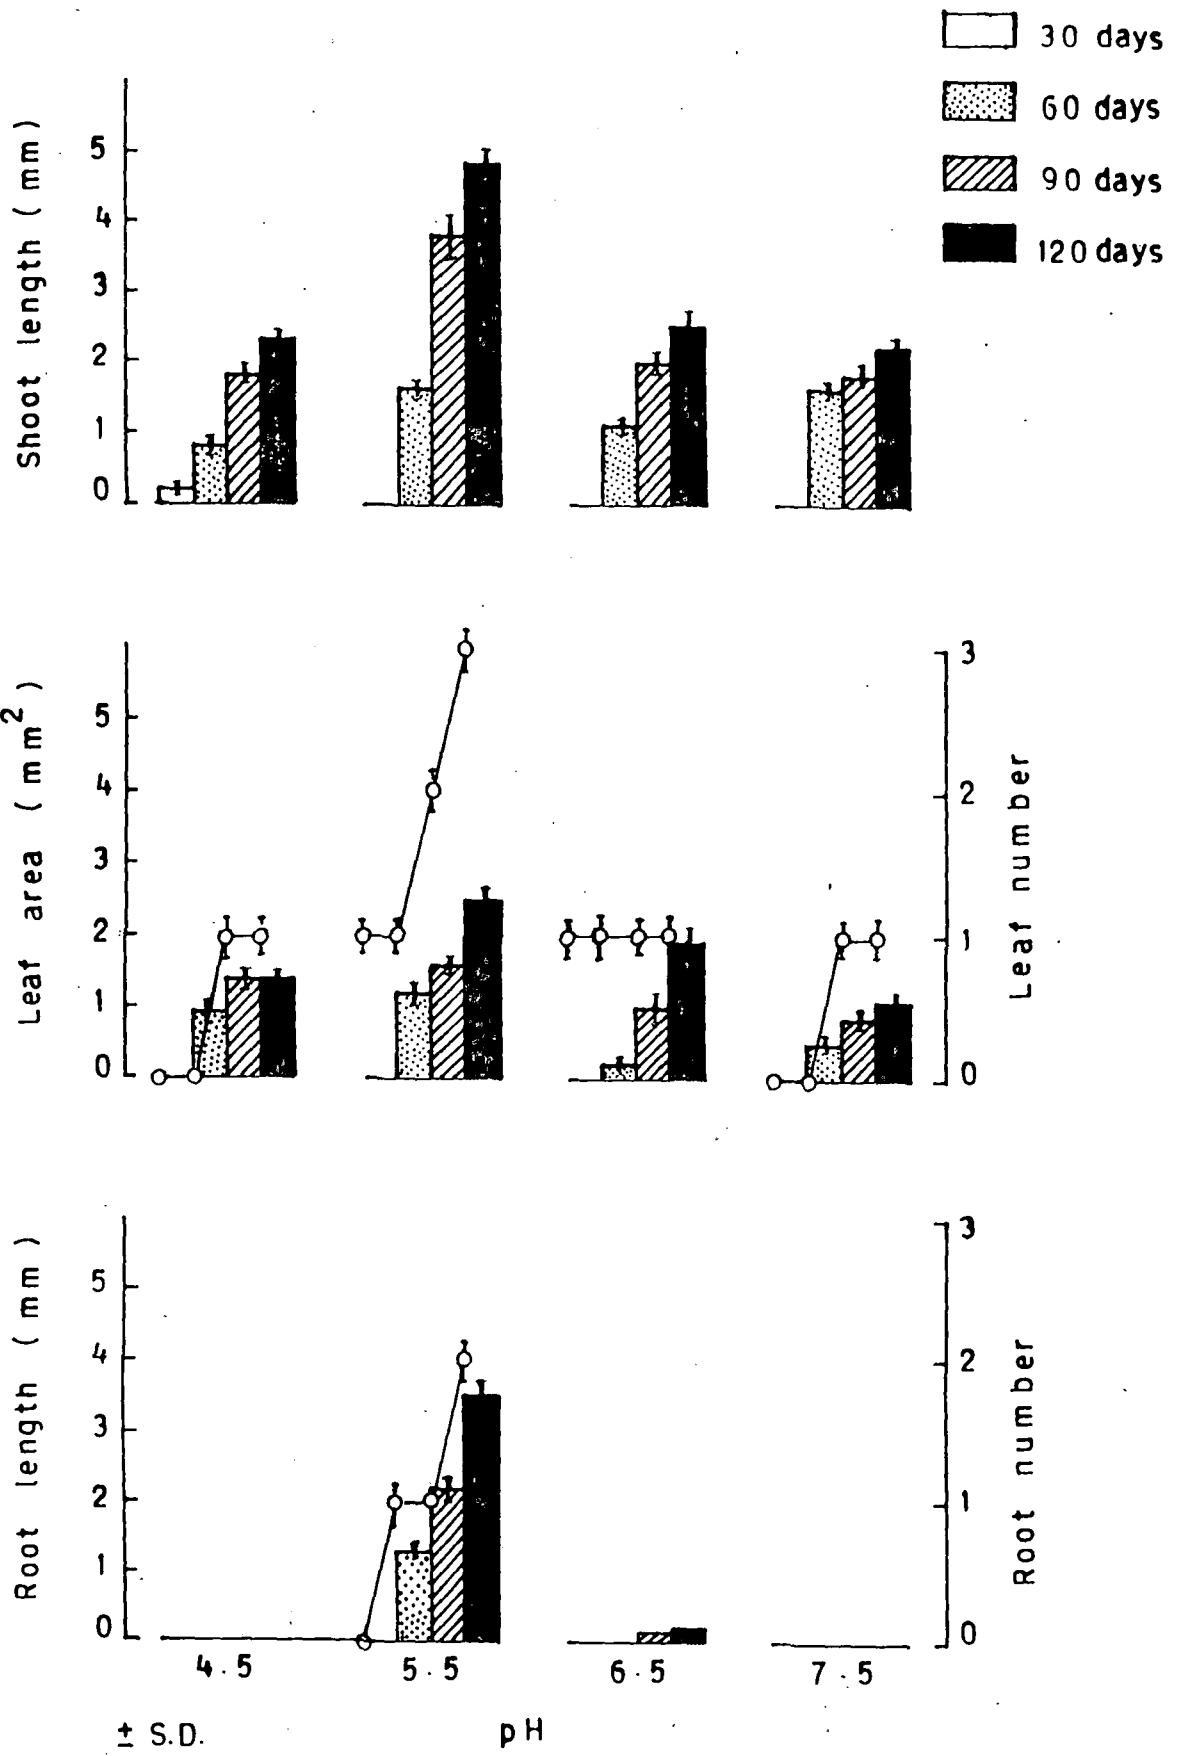 30 days
60 days
90 days
120 days
Shoot length ( mm )
5
4
3
2
1
0
Leaf area ( mm² )
5
4
3
2
1
0
Leaf number
3
2
1
0
Root length ( mm )
5
4
3
2
1
0
Root number
3
2
1
0
4.5 5.5 6.5 7.5
± S.D. pH